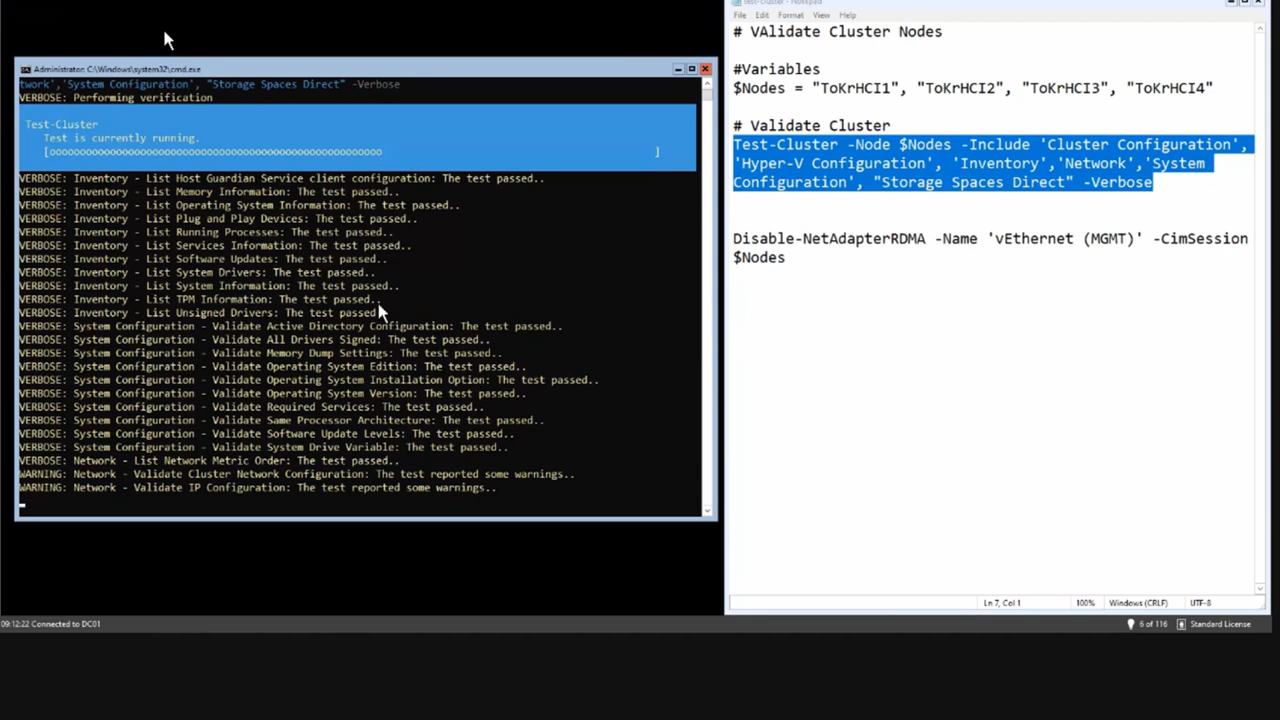 Administrator: C:\Windows\system32\cmd.exe
twork','System Configuration', "Storage Spaces Direct" -Verbose
VERBOSE: Performing verification
Test-Cluster
Test is currently running.
[oooooooooooooooooooooooooooooooooooooooooooooooooooooooo ]
VERBOSE: Inventory - List Host Guardian Service client configuration: The test passed..
VERBOSE: Inventory - List Memory Information: The test passed..
VERBOSE: Inventory - List Operating System Information: The test passed..
VERBOSE: Inventory - List Plug and Play Devices: The test passed..
VERBOSE: Inventory - List Running Processes: The test passed..
VERBOSE: Inventory - List Services Information: The test passed..
VERBOSE: Inventory - List Software Updates: The test passed..
VERBOSE: Inventory - List System Drivers: The test passed..
VERBOSE: Inventory - List System Information: The test passed..
VERBOSE: Inventory - List TPM Information: The test passed..
VERBOSE: Inventory - List Unsigned Drivers: The test passed
VERBOSE: System Configuration - Validate Active Directory Configuration: The test passed..
VERBOSE: System Configuration - Validate All Drivers Signed: The test passed..
VERBOSE: System Configuration - Validate Memory Dump Settings: The test passed..
VERBOSE: System Configuration - Validate Operating System Edition: The test passed..
VERBOSE: System Configuration - Validate Operating System Installation Option: The test passed..
VERBOSE: System Configuration - Validate Operating System Version: The test passed..
VERBOSE: System Configuration - Validate Required Services: The test passed..
VERBOSE: System Configuration - Validate Same Processor Architecture: The test passed..
VERBOSE: System Configuration - Validate Software Update Levels: The test passed..
VERBOSE: System Configuration - Validate System Drive Variable: The test passed..
VERBOSE: Network - List Network Metric Order: The test passed..
WARNING: Network - Validate Cluster Network Configuration: The test reported some warnings..
WARNING: Network - Validate IP Configuration: The test reported some warnings..
test-cluster - Notepad
File Edit Format View Help
# VAlidate Cluster Nodes
#Variables
$Nodes = "ToKrHCI1", "ToKrHCI2", "ToKrHCI3", "ToKrHCI4"
# Validate Cluster
Test-Cluster -Node $Nodes -Include 'Cluster Configuration',
'Hyper-V Configuration', 'Inventory','Network','System
Configuration', "Storage Spaces Direct" -Verbose
Disable-NetAdapterRDMA -Name 'vEthernet (MGMT)' -CimSession
$Nodes
Ln 7, Col 1 100% Windows (CRLF) UTF-8
09:12:22 Connected to DC01
6 of 116 Standard License